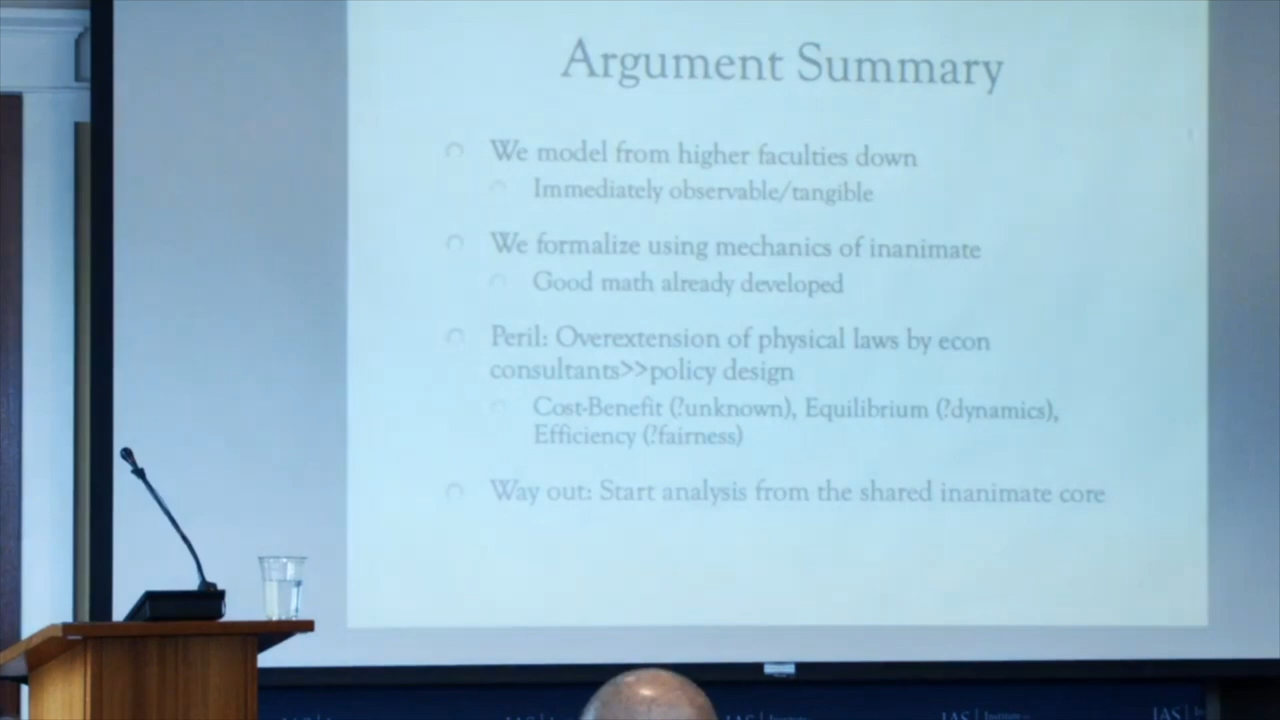 Argument Summary
We model from higher faculties down
Immediately observable/tangible
We formalize using mechanics of inanimate
Good math already developed
Peril: Overextension of physical laws by econ
consultants>>policy design
Cost-Benefit (?unknown), Equilibrium (?dynamics),
Efficiency (?fairness)
Way out: Start analysis from the shared inanimate core
IAS | Institute